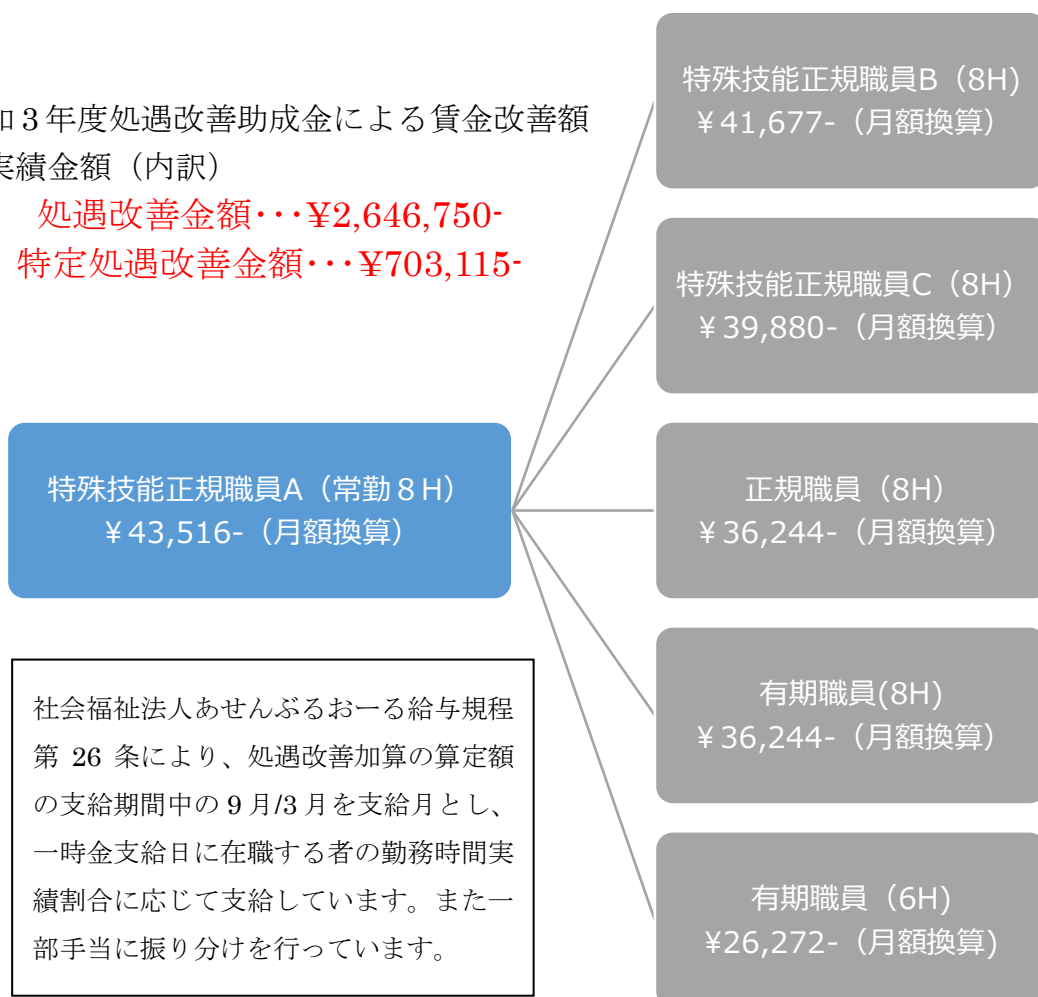 和3年度処遇改善助成金による賃金改善額
実績金額（内訳）
処遇改善金額･･･¥2,646,750-
特定処遇改善金額･･･¥703,115-
特殊技能正規職員A（常勤８H）
￥43,516-（月額換算）
社会福祉法人あせんぶるおーる給与規程
第 26 条により、処遇改善加算の算定額
の支給期間中の9月/3月を支給月とし、
一時金支給日に在職する者の勤務時間実
績割合に応じて支給しています。また一
部手当に振り分けを行っています。
特殊技能正規職員B（8H)
￥41,677-（月額換算）
特殊技能正規職員C（8H）
￥39,880-（月額換算）
正規職員（8H）
￥36,244-（月額換算）
有期職員(8H)
￥36,244-（月額換算）
有期職員（6H)
¥26,272-（月額換算)